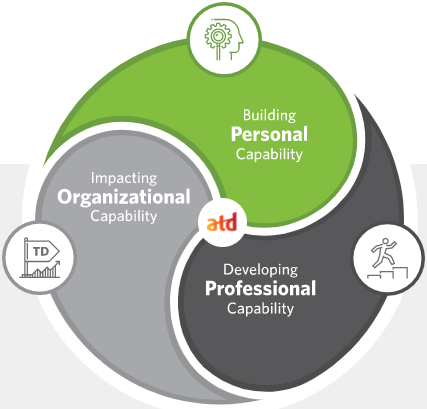 Building
Personal
Capability
Impacting
Organizational
Capability
atd
TD
Developing
Professional
Capability